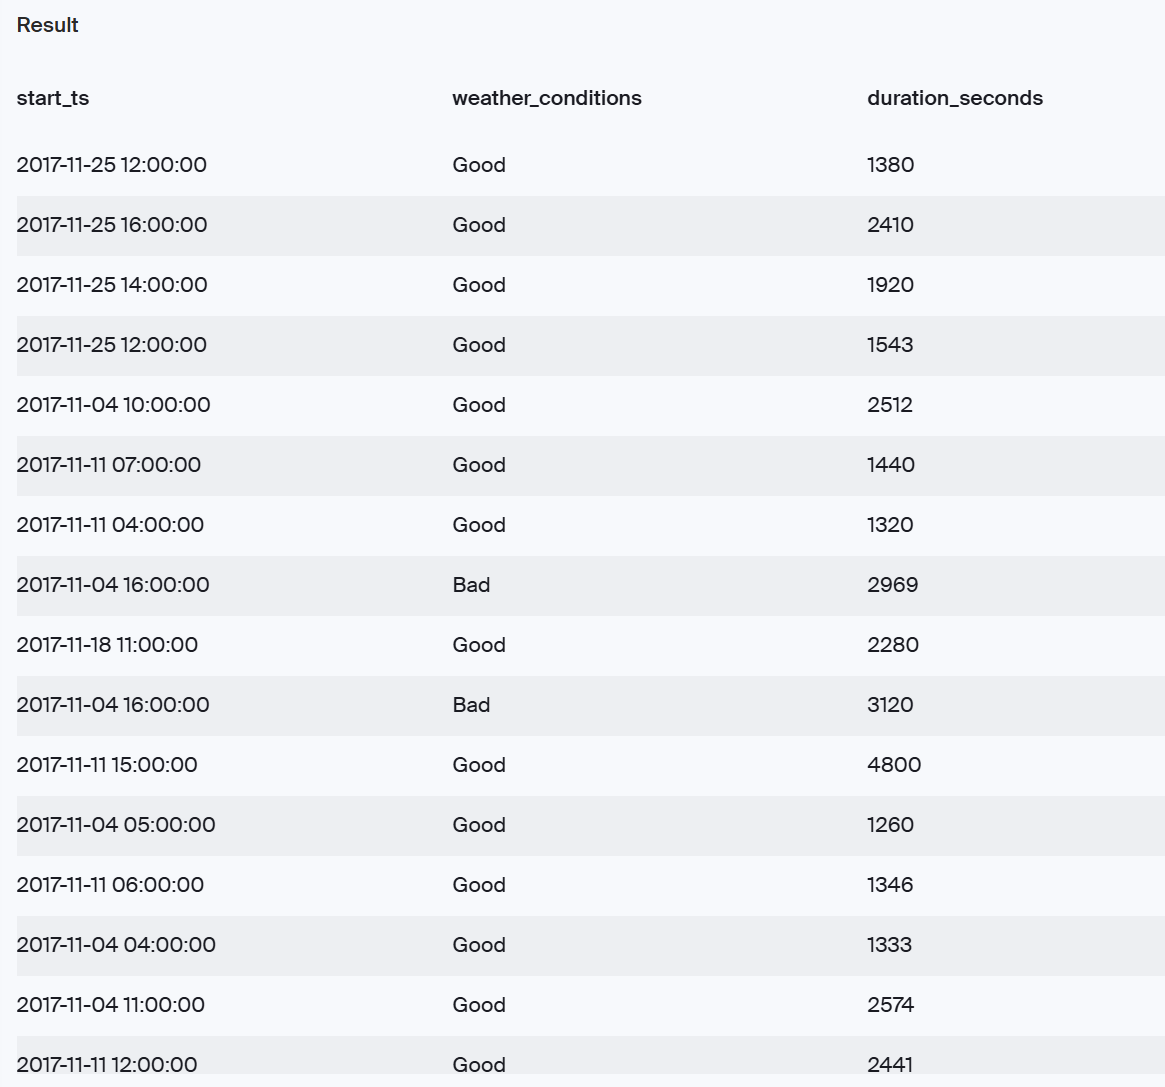 Result
start_ts weather_conditions duration_seconds
2017-11-25 12:00:00 Good 1380
2017-11-25 16:00:00 Good 2410
2017-11-25 14:00:00 Good 1920
2017-11-25 12:00:00 Good 1543
2017-11-04 10:00:00 Good 2512
2017-11-11 07:00:00 Good 1440
2017-11-11 04:00:00 Good 1320
2017-11-04 16:00:00 Bad 2969
2017-11-18 11:00:00 Good 2280
2017-11-04 16:00:00 Bad 3120
2017-11-11 15:00:00 Good 4800
2017-11-04 05:00:00 Good 1260
2017-11-11 06:00:00 Good 1346
2017-11-04 04:00:00 Good 1333
2017-11-04 11:00:00 Good 2574
2017-11-11 12:00:00 Good 2441